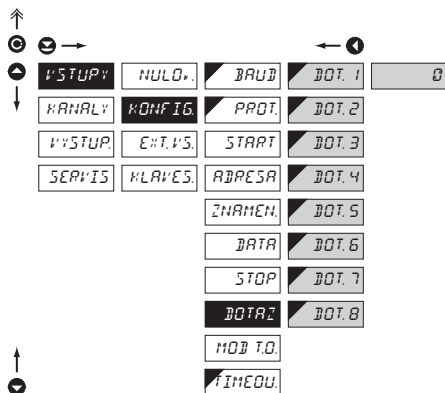 VSTUPY NULOV. BAUD DOT. 1 0
KANALY KONFIG. PROT. DOT. 2
VYSTUP. EXT. VS. START DOT. 3
SERVIS KLAVES. ADRESA DOT. 4
ZNAMEN. DOT. 5
DATA DOT. 6
STOP DOT. 7
DOTAZ DOT. 8
MOD T.O.
TIMEOU.